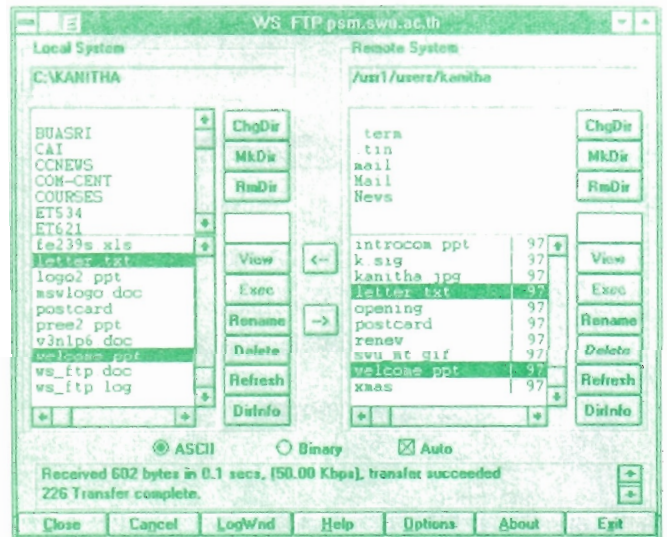 WS_FTP psm.swu.ac.th
Local System
C:\KANITHA
BUASRI
CAI
CCNEWS
COM-CENT
COURSES
ET534
ET621
ChgDir
MkDir
RmDir
fe239s xls
letter txt
logo2 ppt
mswlogo doc
postcard
pree2 ppt
v3n1p6 doc
welcome ppt
ws_ftp doc
ws_ftp log
View
Exec
Rename
Delete
Refresh
DirInfo
<--
-->
Remote System
/usr1/users/kanitha
.term
.tin
mail
Mail
News
ChgDir
MkDir
RmDir
introcom ppt 97
k.sig 97
kanitha jpg 97
letter txt 97
opening 97
postcard 97
renew 97
swu_mt gif 97
welcome ppt 97
xmas 97
View
Exec
Rename
Delete
Refresh
DirInfo
ASCII Binary Auto
Received 602 bytes in 0.1 secs, (50.00 Kbps), transfer succeeded
226 Transfer complete.
Close Cancel LogWnd Help Options About Exit